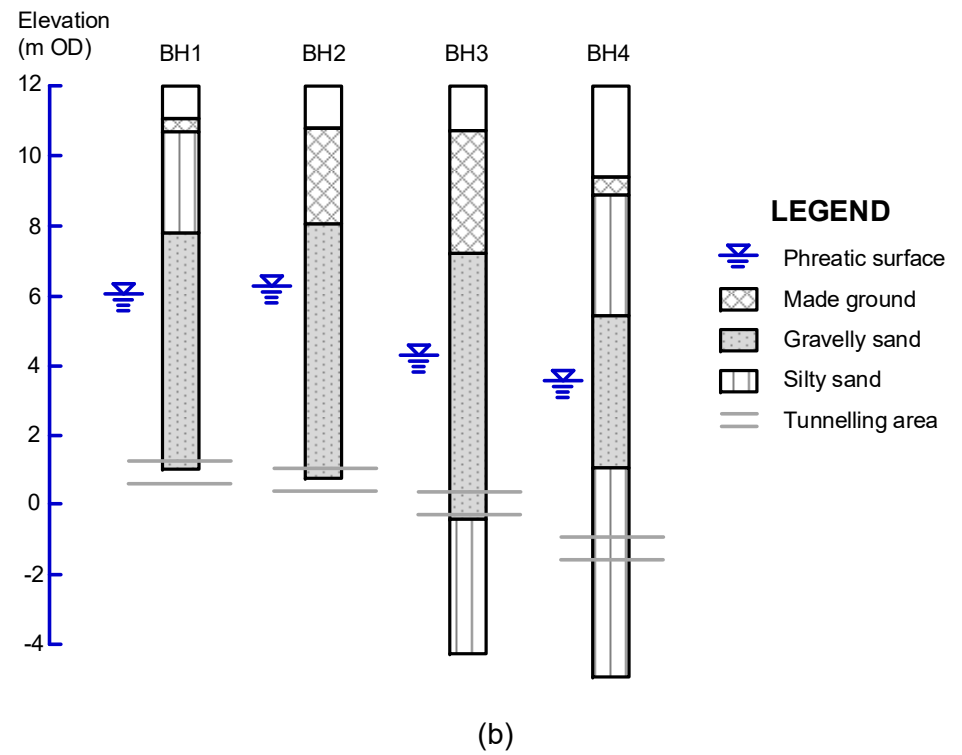 Elevation
(m OD)
BH1
BH2
BH3
BH4
12
10
8
6
4
2
0
-2
-4
LEGEND
Phreatic surface
Made ground
Gravelly sand
Silty sand
Tunnelling area
(b)